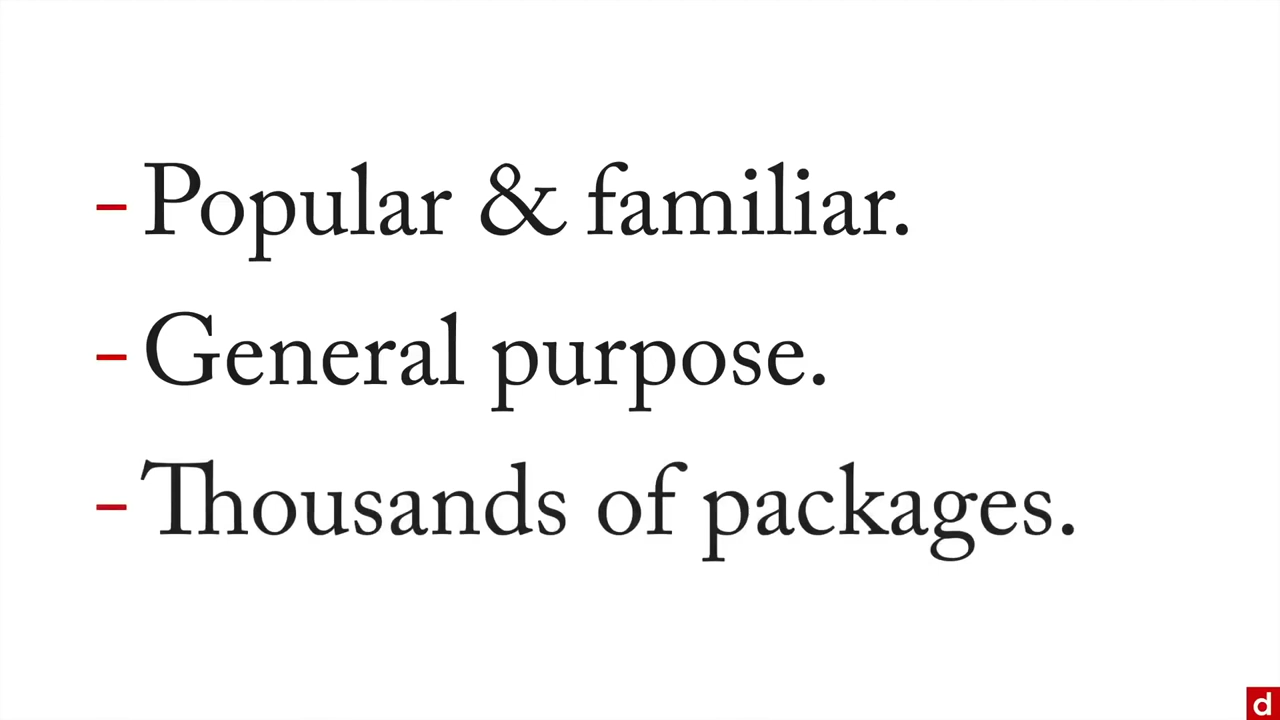 – Popular & familiar.
– General purpose.
– Thousands of packages.
d